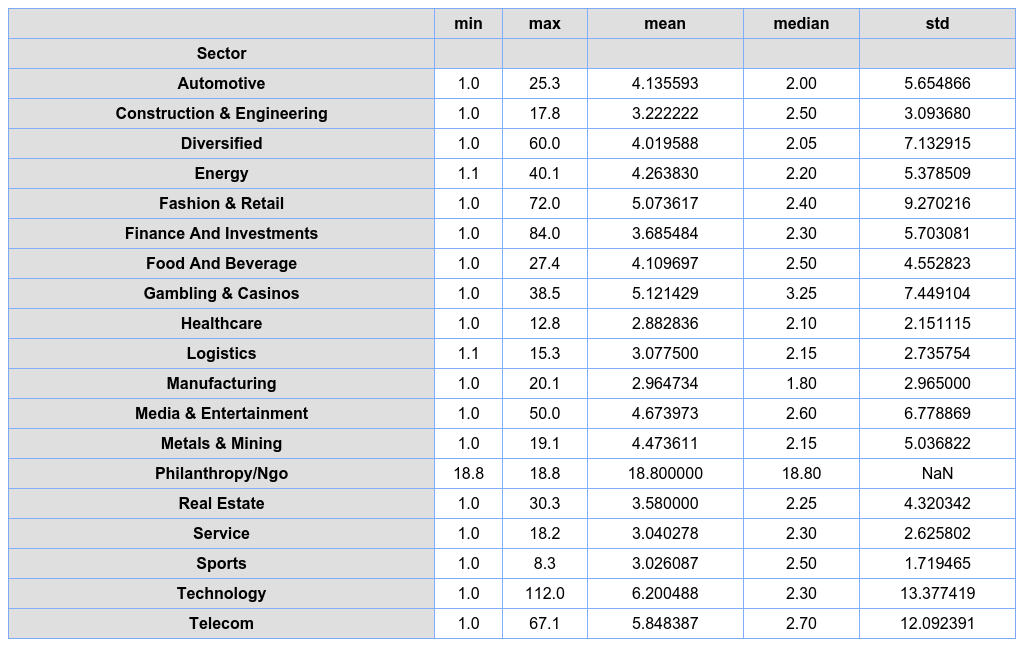 min max mean median std
Sector
Automotive 1.0 25.3 4.135593 2.00 5.654866
Construction & Engineering 1.0 17.8 3.222222 2.50 3.093680
Diversified 1.0 60.0 4.019588 2.05 7.132915
Energy 1.1 40.1 4.263830 2.20 5.378509
Fashion & Retail 1.0 72.0 5.073617 2.40 9.270216
Finance And Investments 1.0 84.0 3.685484 2.30 5.703081
Food And Beverage 1.0 27.4 4.109697 2.50 4.552823
Gambling & Casinos 1.0 38.5 5.121429 3.25 7.449104
Healthcare 1.0 12.8 2.882836 2.10 2.151115
Logistics 1.1 15.3 3.077500 2.15 2.735754
Manufacturing 1.0 20.1 2.964734 1.80 2.965000
Media & Entertainment 1.0 50.0 4.673973 2.60 6.778869
Metals & Mining 1.0 19.1 4.473611 2.15 5.036822
Philanthropy/Ngo 18.8 18.8 18.800000 18.80 NaN
Real Estate 1.0 30.3 3.580000 2.25 4.320342
Service 1.0 18.2 3.040278 2.30 2.625802
Sports 1.0 8.3 3.026087 2.50 1.719465
Technology 1.0 112.0 6.200488 2.30 13.377419
Telecom 1.0 67.1 5.848387 2.70 12.092391